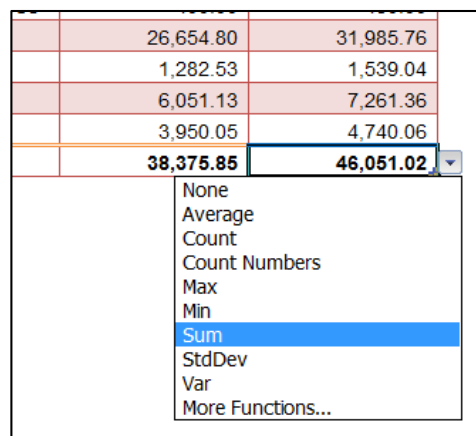 26,654.80 31,985.76
1,282.53 1,539.04
6,051.13 7,261.36
3,950.05 4,740.06
38,375.85 46,051.02
None
Average
Count
Count Numbers
Max
Min
Sum
StdDev
Var
More Functions...